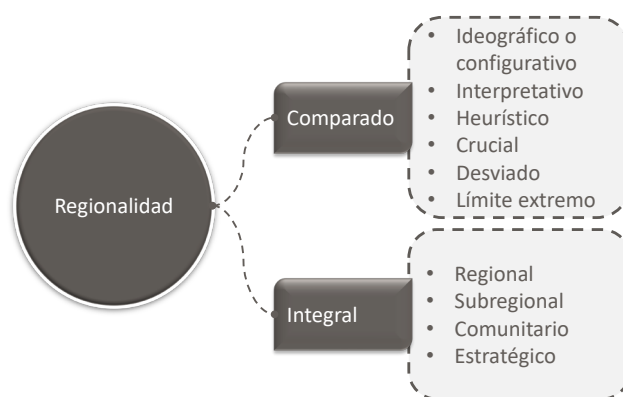 Regionalidad
Comparado
• Ideográfico o
configurativo
• Interpretativo
• Heurístico
• Crucial
• Desviado
• Límite extremo
Integral
• Regional
• Subregional
• Comunitario
• Estratégico